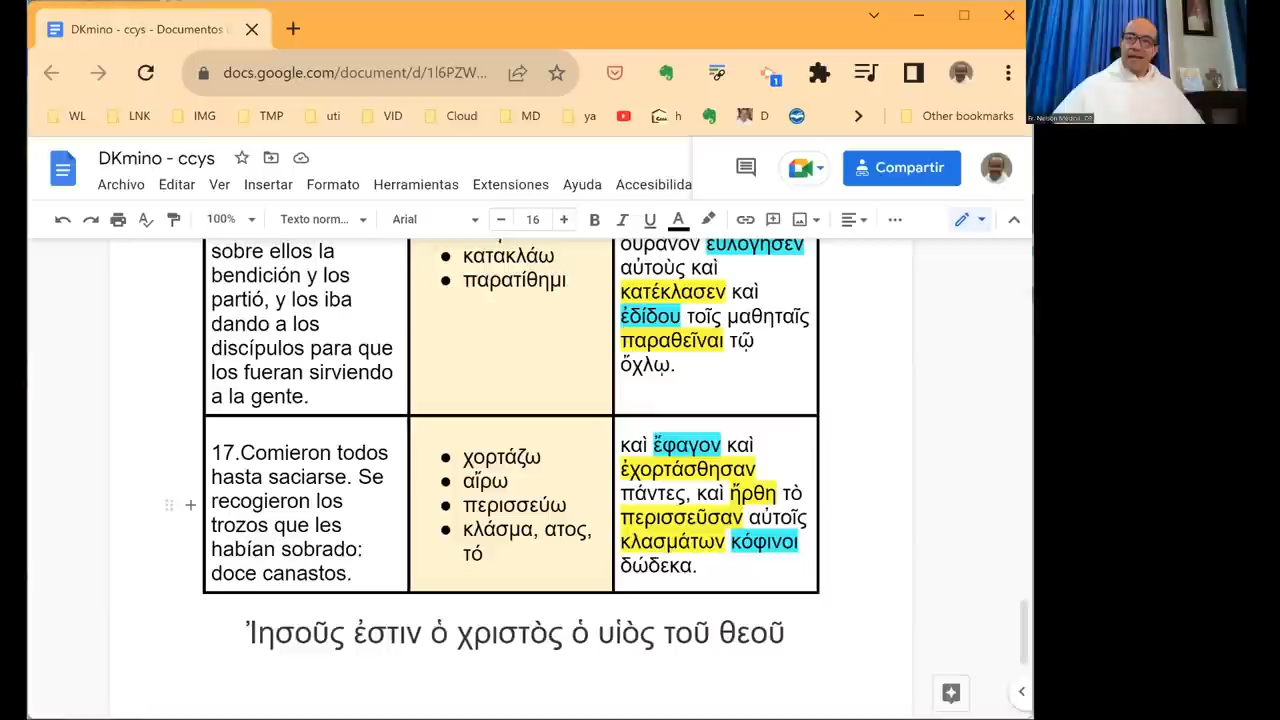 DKmino - ccys - Documentos
docs.google.com/document/d/1l6PZW...
1
WL LNK IMG TMP uti VID Cloud MD ya h D Other bookmarks
DKmino - ccys
Archivo Editar Ver Insertar Formato Herramientas Extensiones Ayuda Accesibilida
Compartir
100% Texto norm... Arial 16 B I U A
sobre ellos la
bendición y los
partió, y los iba
dando a los
discípulos para que
los fueran sirviendo
a la gente.
● κατακλάω
● παρατίθημι
οὐρανὸν εὐλόγησεν
αὐτοὺς καὶ
κατέκλασεν καὶ
ἐδίδου τοῖς μαθηταῖς
παραθεῖναι τῷ
ὄχλῳ.
17.Comieron todos
hasta saciarse. Se
recogieron los
trozos que les
habían sobrado:
doce canastos.
● χορτάζω
● αἴρω
● περισσεύω
● κλάσμα, ατος,
τό
καὶ ἔφαγον καὶ
ἐχορτάσθησαν
πάντες, καὶ ἤρθη τὸ
περισσεῦσαν αὐτοῖς
κλασμάτων κόφινοι
δώδεκα.
Ἰησοῦς ἐστιν ὁ χριστὸς ὁ υἱὸς τοῦ θεοῦ
Fr. Nelson Medina, OP